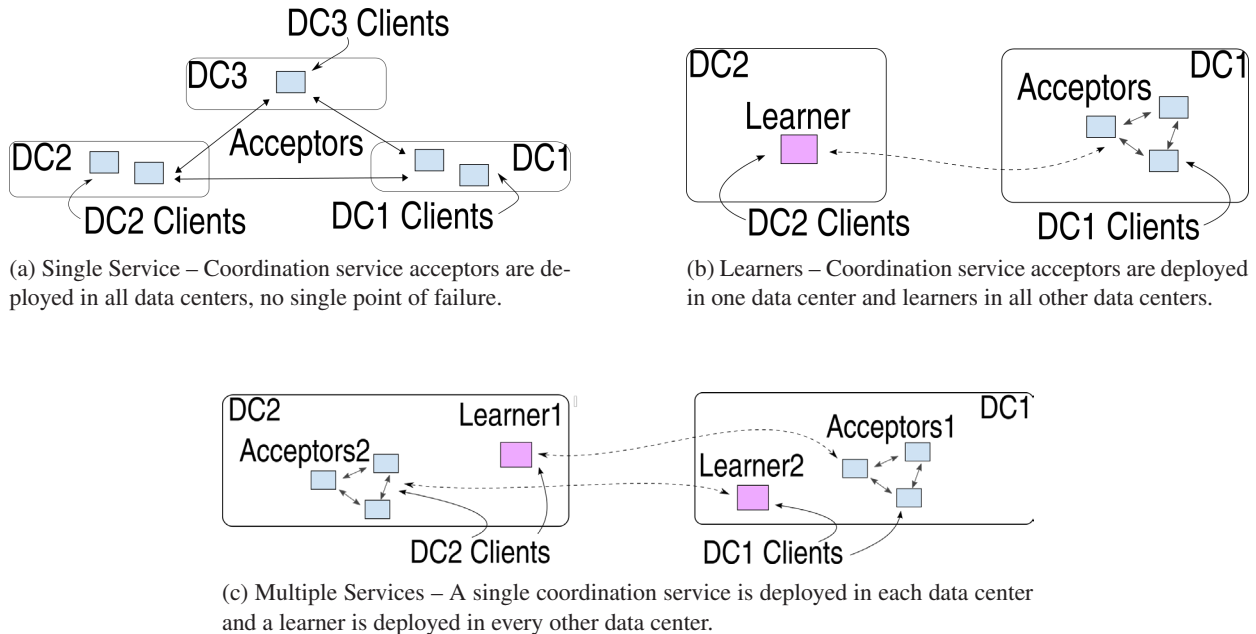 DC3 Clients
DC3
Acceptors
DC2
DC1
DC2 Clients
DC1 Clients
(a) Single Service – Coordination service acceptors are de-
ployed in all data centers, no single point of failure.
DC2
DC1
Acceptors
Learner
DC2 Clients
DC1 Clients
(b) Learners – Coordination service acceptors are deployed
in one data center and learners in all other data centers.
DC2
Learner1
Acceptors2
DC1
Acceptors1
Learner2
DC2 Clients
DC1 Clients
(c) Multiple Services – A single coordination service is deployed in each data center
and a learner is deployed in every other data center.